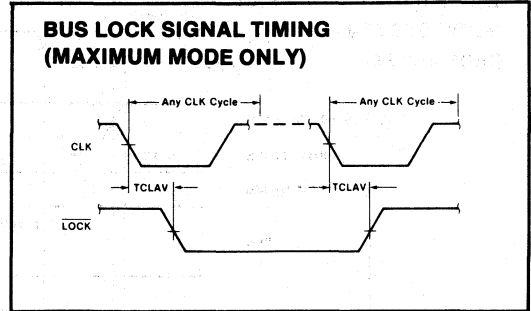 BUS LOCK SIGNAL TIMING
(MAXIMUM MODE ONLY)
Any CLK Cycle
Any CLK Cycle
CLK
TCLAV
TCLAV
LOCK